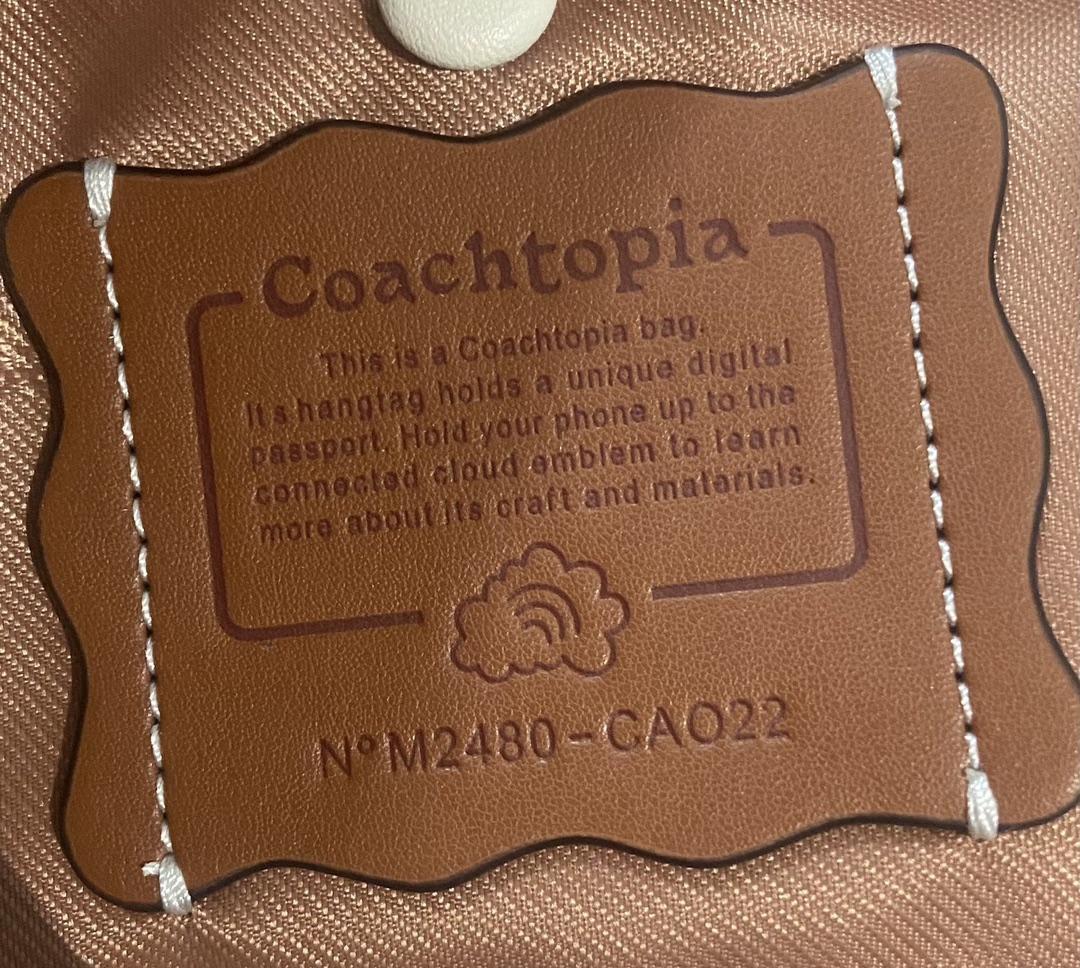 Coachtopia
This is a Coachtopia bag.
Its hangtag holds a unique digital
passport. Hold your phone up to the
connected cloud emblem to learn
more about its craft and materials.
Nº M2480-CAO22